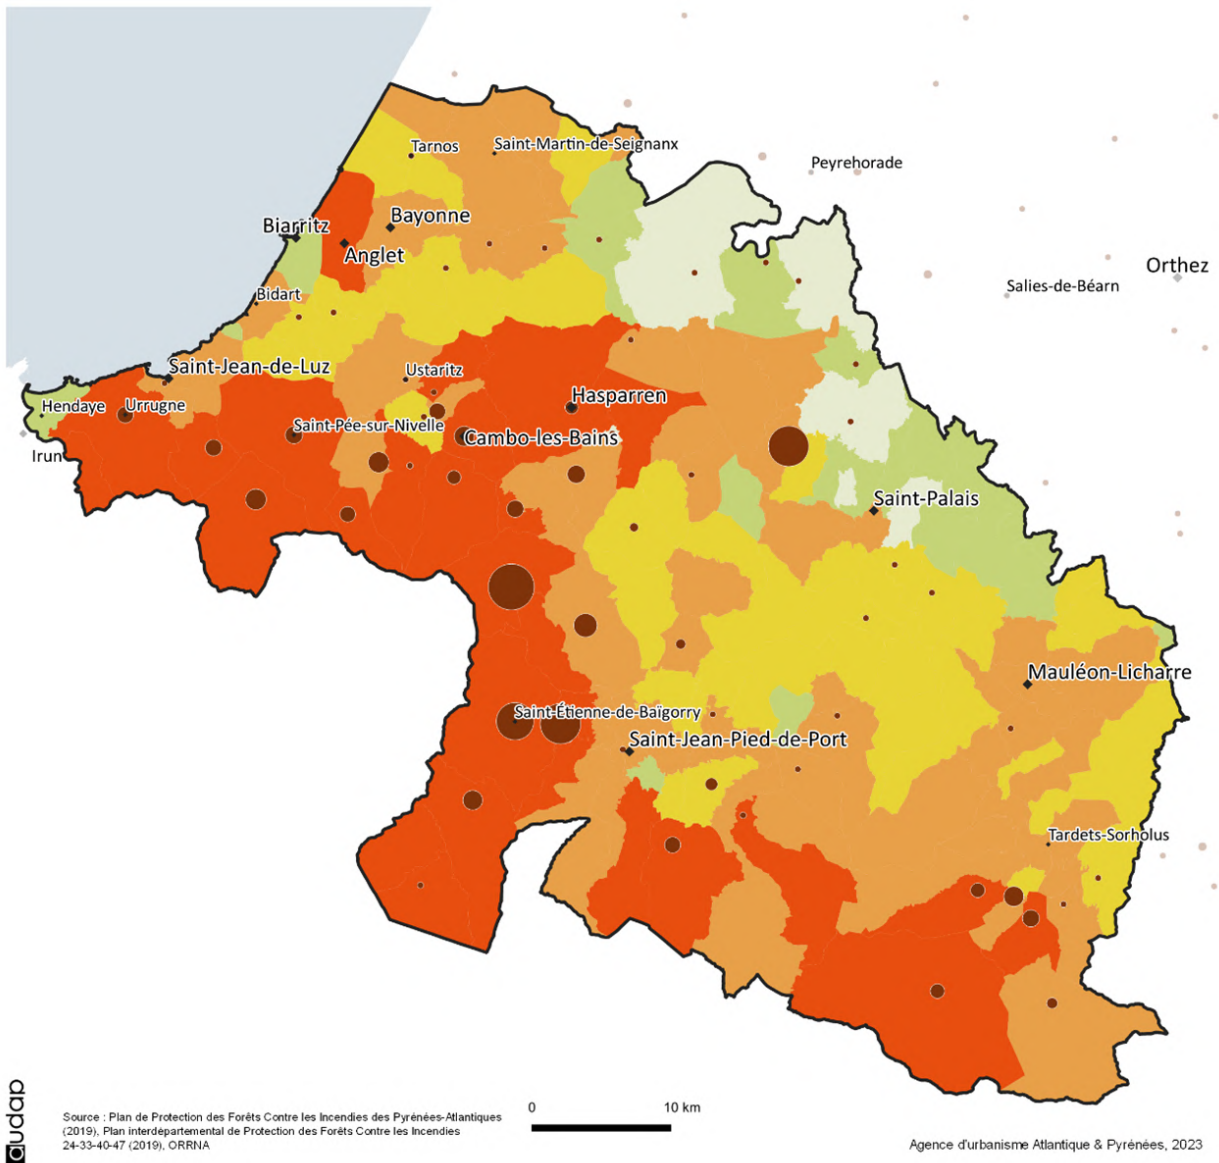 Tarnos
Saint-Martin-de-Seignanx
Peyrehorade
Biarritz
Bayonne
Anglet
Orthez
Salies-de-Béarn
Bidart
Saint-Jean-de-Luz
Ustaritz
Hasparren
Hendaye
Urrugne
Saint-Pée-sur-Nivelle
Cambo-les-Bains
Irun
Saint-Palais
Mauléon-Licharre
Saint-Étienne-de-Baïgorry
Saint-Jean-Pied-de-Port
Tardets-Sorholus
audap
Source : Plan de Protection des Forêts Contre les Incendies des Pyrénées-Atlantiques
(2019), Plan interdépartemental de Protection des Forêts Contre les Incendies
24-33-40-47 (2019), ORRNA
0 10 km
Agence d'urbanisme Atlantique & Pyrénées, 2023